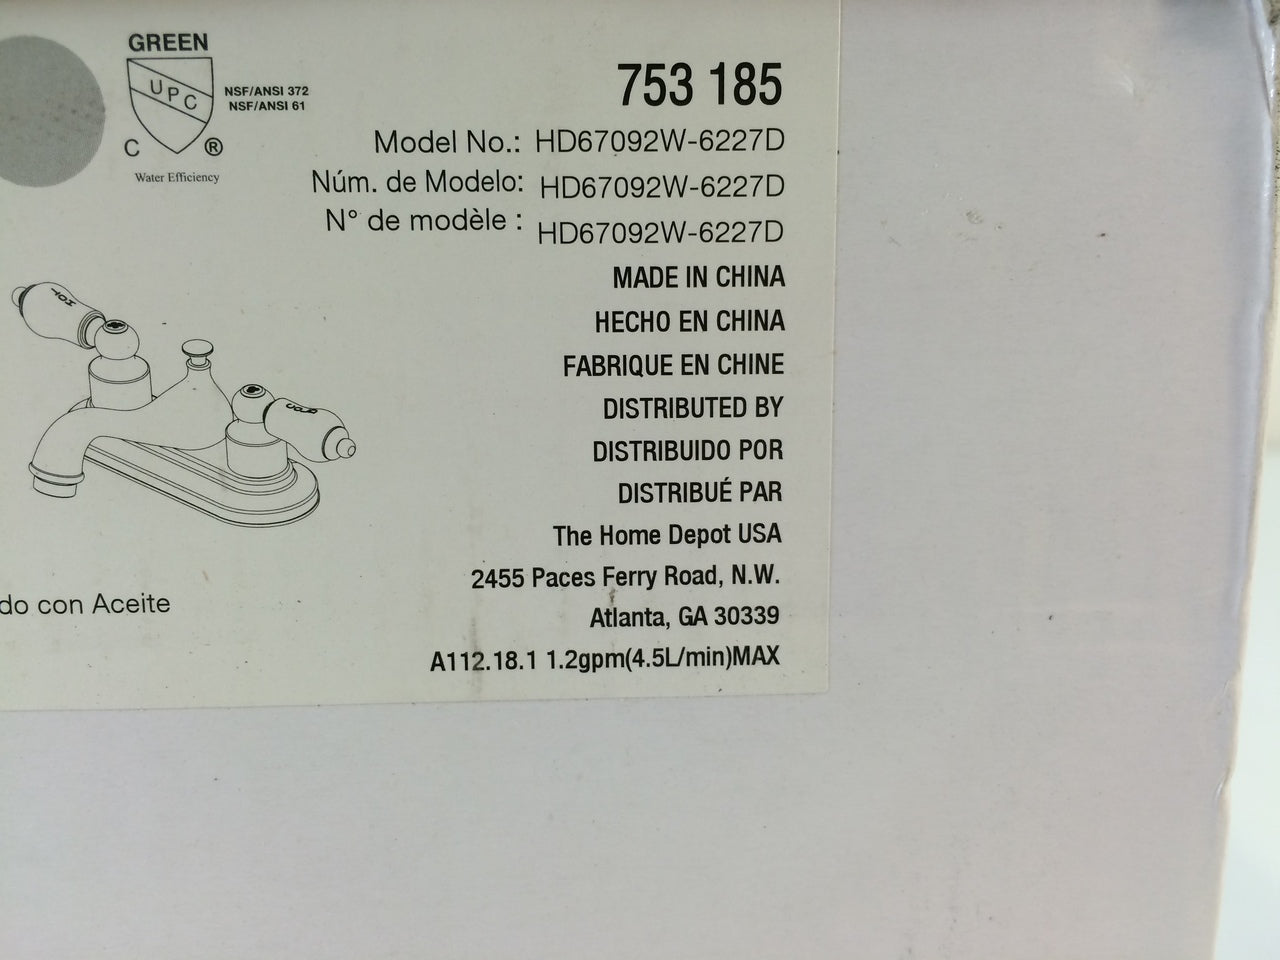 GREEN
UPC
C ®
Water Efficiency
NSF/ANSI 372
NSF/ANSI 61
753 185
Model No.: HD67092W-6227D
Núm. de Modelo: HD67092W-6227D
N° de modèle : HD67092W-6227D
MADE IN CHINA
HECHO EN CHINA
FABRIQUE EN CHINE
DISTRIBUTED BY
DISTRIBUIDO POR
DISTRIBUÉ PAR
The Home Depot USA
2455 Paces Ferry Road, N.W.
Atlanta, GA 30339
A112.18.1 1.2gpm(4.5L/min)MAX
HOT
COLD
do con Aceite